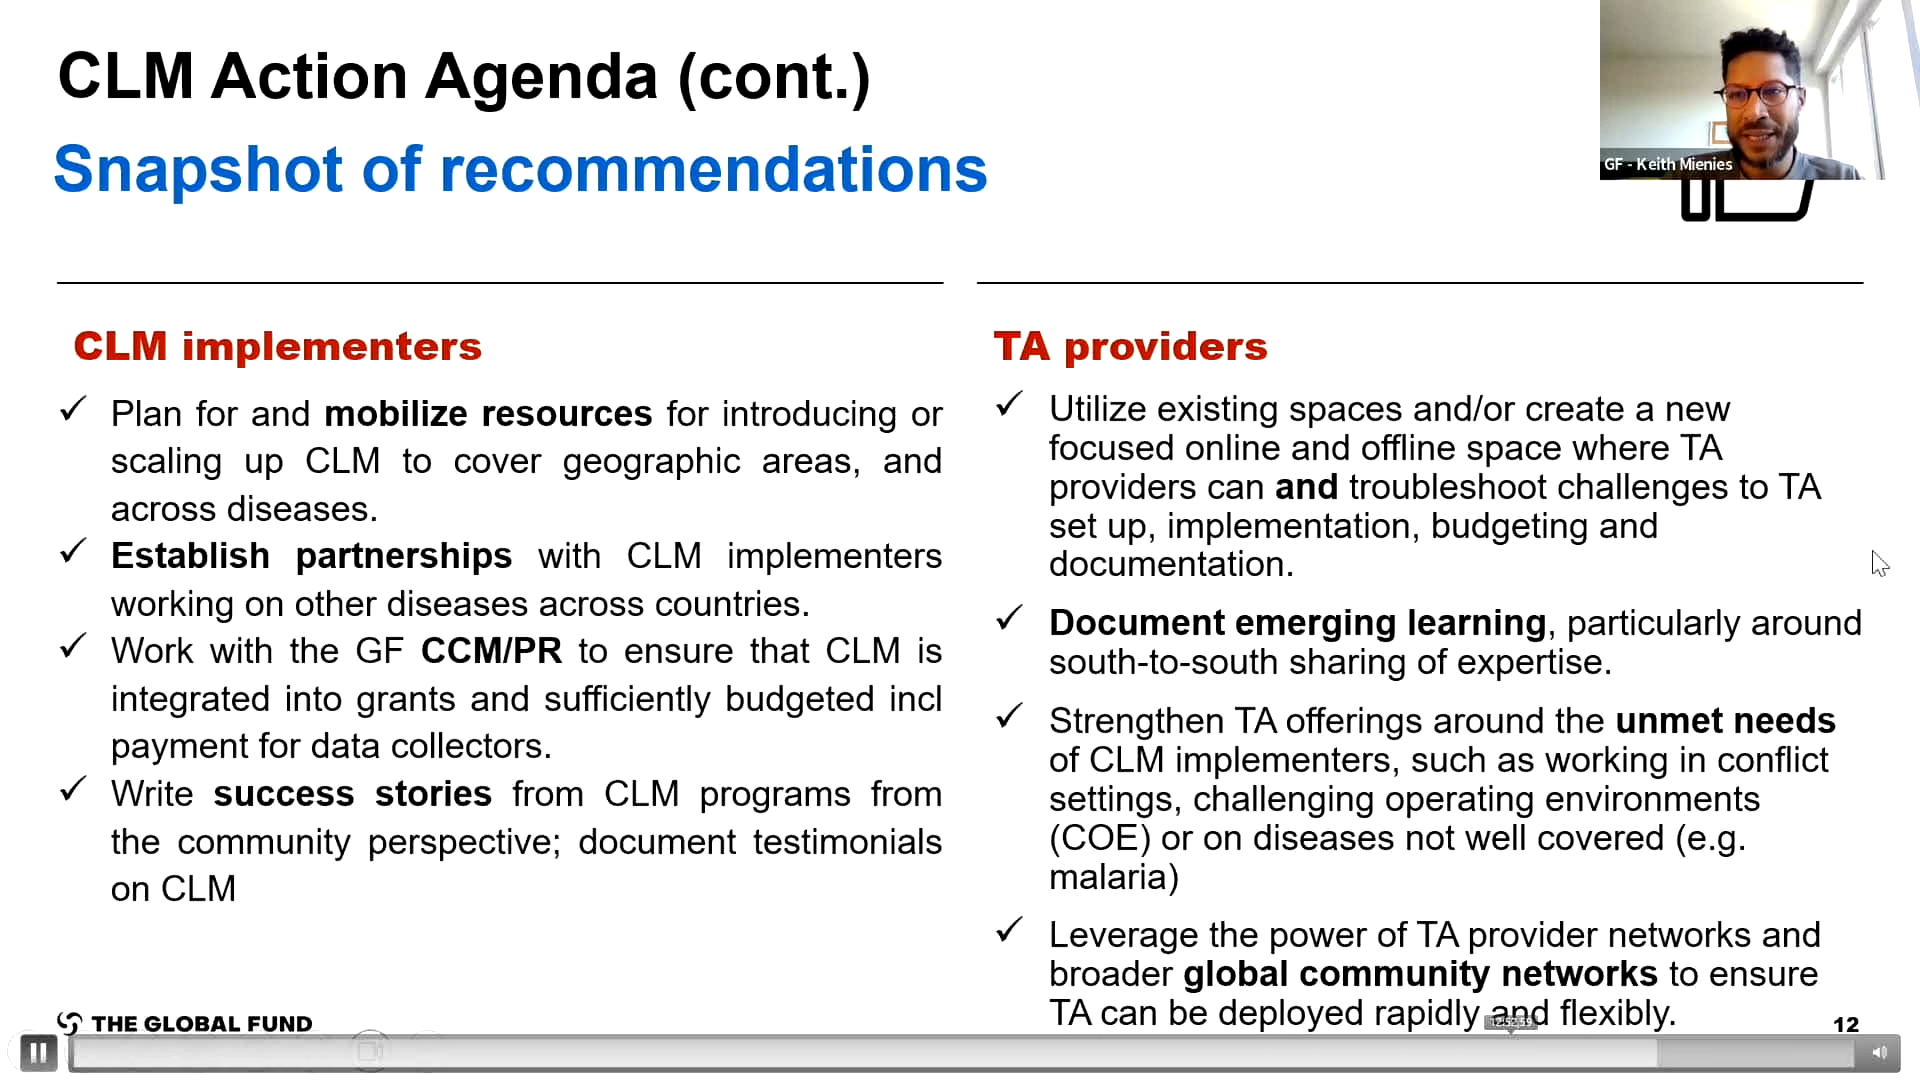 CLM Action Agenda (cont.)
Snapshot of recommendations
GF - Keith Mienies
CLM implementers
Plan for and mobilize resources for introducing or
scaling up CLM to cover geographic areas, and
across diseases.
Establish partnerships with CLM implementers
working on other diseases across countries.
Work with the GF CCM/PR to ensure that CLM is
integrated into grants and sufficiently budgeted incl
payment for data collectors.
Write success stories from CLM programs from
the community perspective; document testimonials
on CLM
TA providers
Utilize existing spaces and/or create a new
focused online and offline space where TA
providers can and troubleshoot challenges to TA
set up, implementation, budgeting and
documentation.
Document emerging learning, particularly around
south-to-south sharing of expertise.
Strengthen TA offerings around the unmet needs
of CLM implementers, such as working in conflict
settings, challenging operating environments
(COE) or on diseases not well covered (e.g.
malaria)
Leverage the power of TA provider networks and
broader global community networks to ensure
TA can be deployed rapidly and flexibly.
THE GLOBAL FUND
12